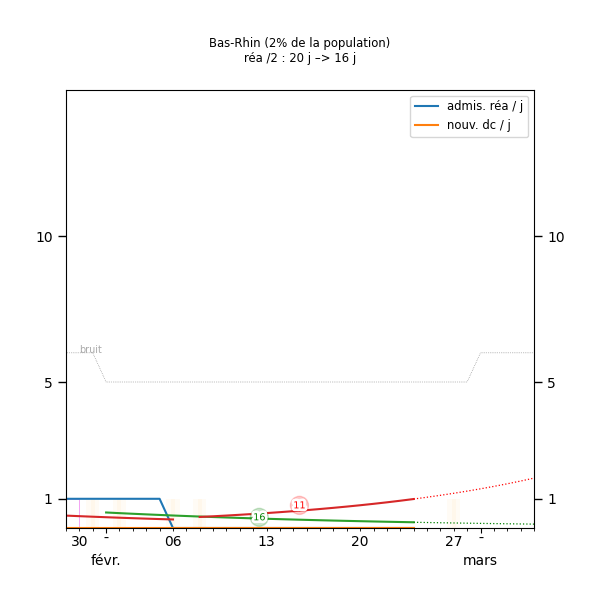 Bas-Rhin (2% de la population)
réa /2 : 20 j –> 16 j
admis. réa / j
nouv. dc / j
10 10
bruit
5 5
1 1
11
16
30 - 06 13 20 27 -
févr. mars